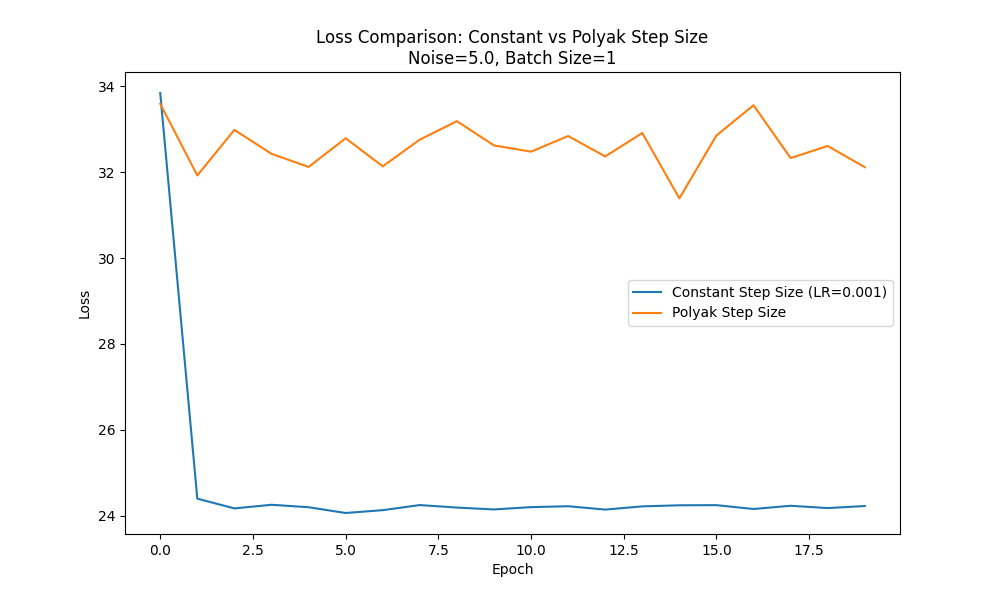 Loss Comparison: Constant vs Polyak Step Size
Noise=5.0, Batch Size=1
34
32
30
28
26
24
Loss
Constant Step Size (LR=0.001)
Polyak Step Size
0.0 2.5 5.0 7.5 10.0 12.5 15.0 17.5
Epoch